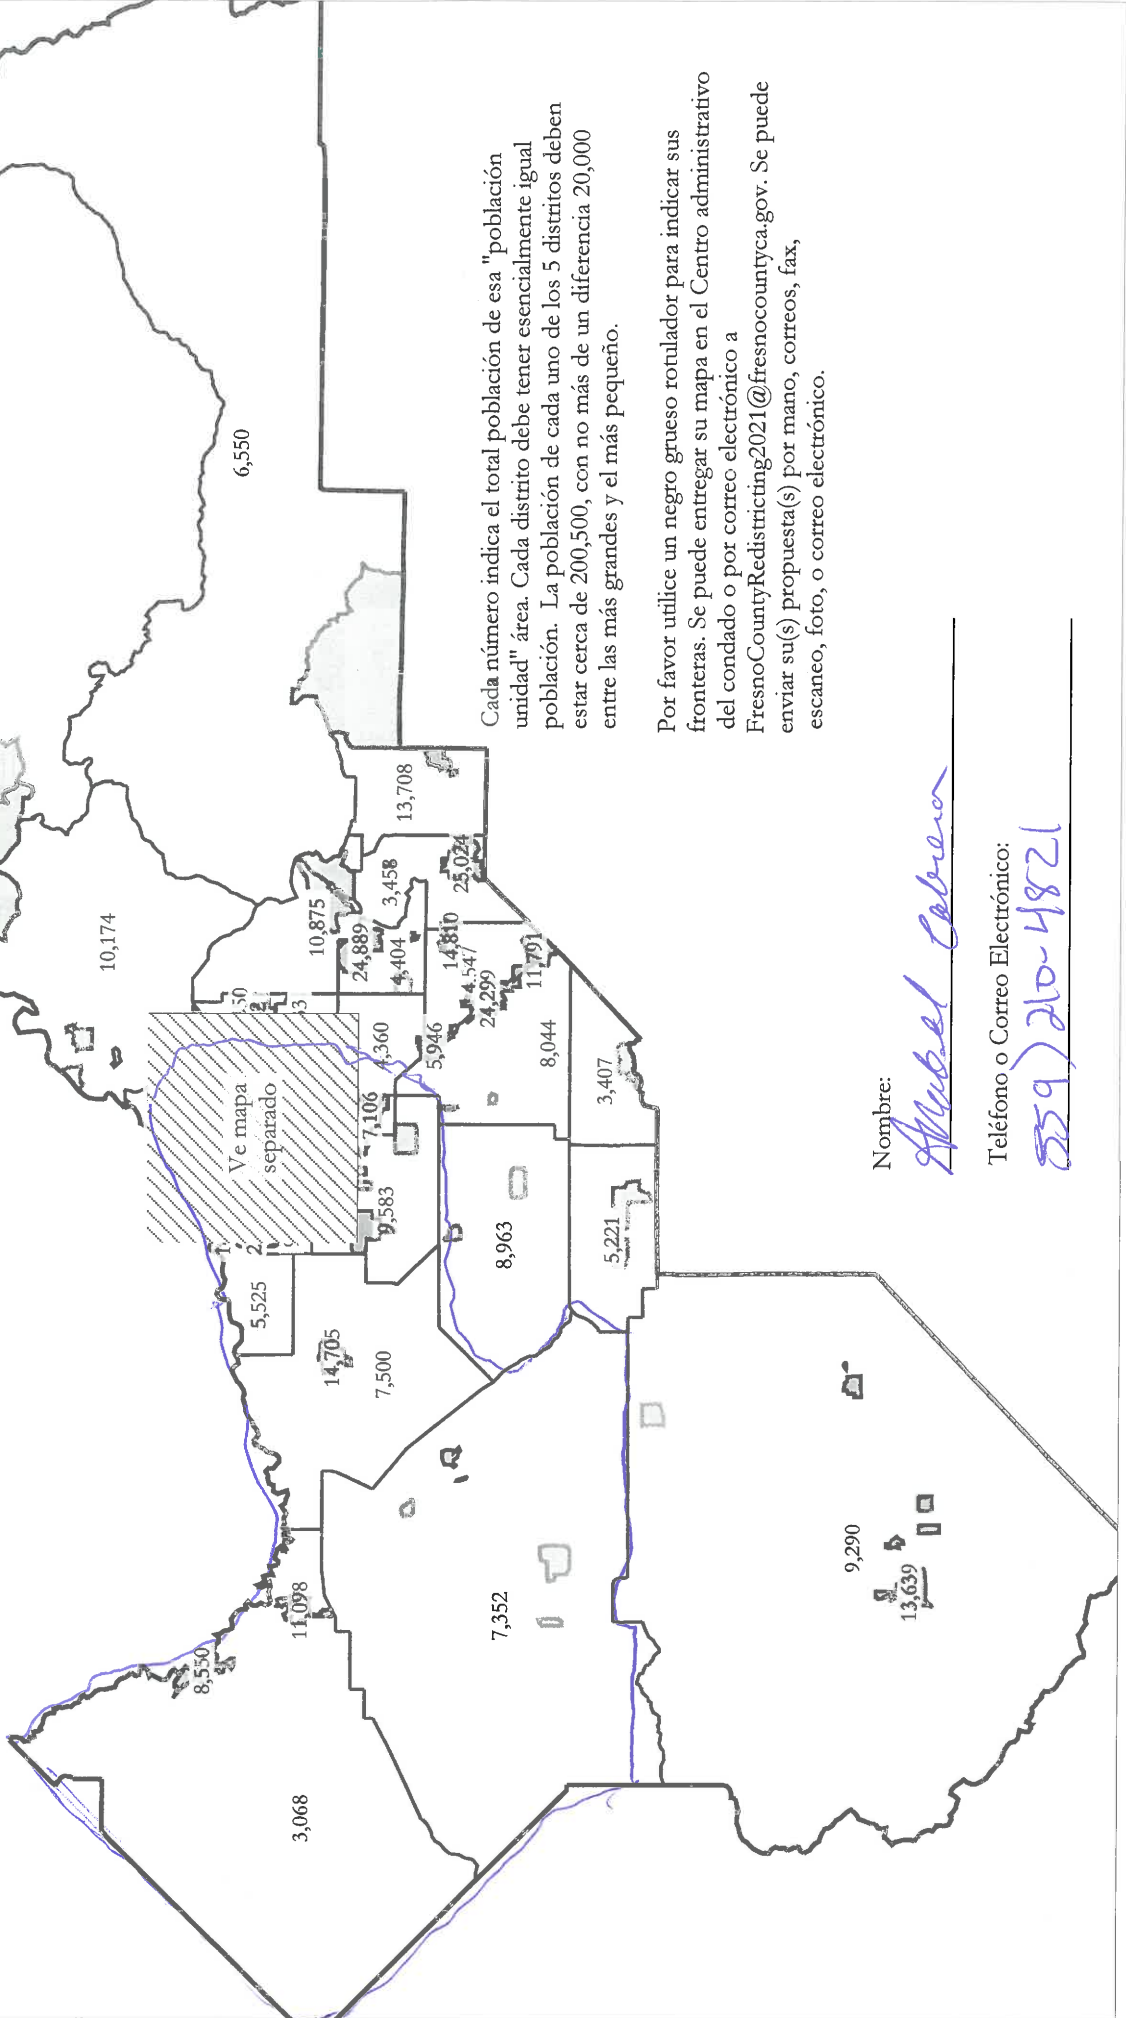 Cada número indica el total población de esa "población
unidad" área. Cada distrito debe tener esencialmente igual
población. La población de cada uno de los 5 distritos deben
estar cerca de 200,500, con no más de un diferencia 20,000
entre las más grandes y el más pequeño.
Por favor utilice un negro grueso rotulador para indicar sus
fronteras. Se puede entregar su mapa en el Centro administrativo
del condado o por correo electrónico a
FresnoCountyRedistricting2021@fresnocountyca.gov. Se puede
enviar su(s) propuesta(s) por mano, correos, fax,
escaneo, foto, o correo electrónico.
Nombre:
Anabel Cabrera
Teléfono o Correo Electrónico:
559) 210-4821
Ve mapa
separado
6,550
10,174
13,708
10,875
3,458
25,024
24,889
4,404
14,810
4,547
24,299
11,791
5,946
8,044
3,407
7,106
9,583
8,963
5,221
5,525
14,705
7,500
11,098
8,550
3,068
7,352
9,290
13,639